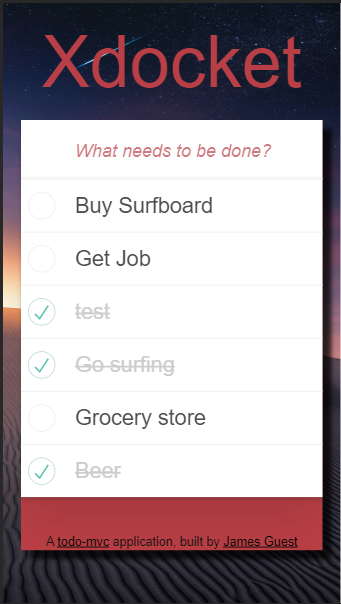 Xdocket
What needs to be done?
Buy Surfboard
Get Job
test
Go surfing
Grocery store
Beer
A todo-mvc application, built by James Guest